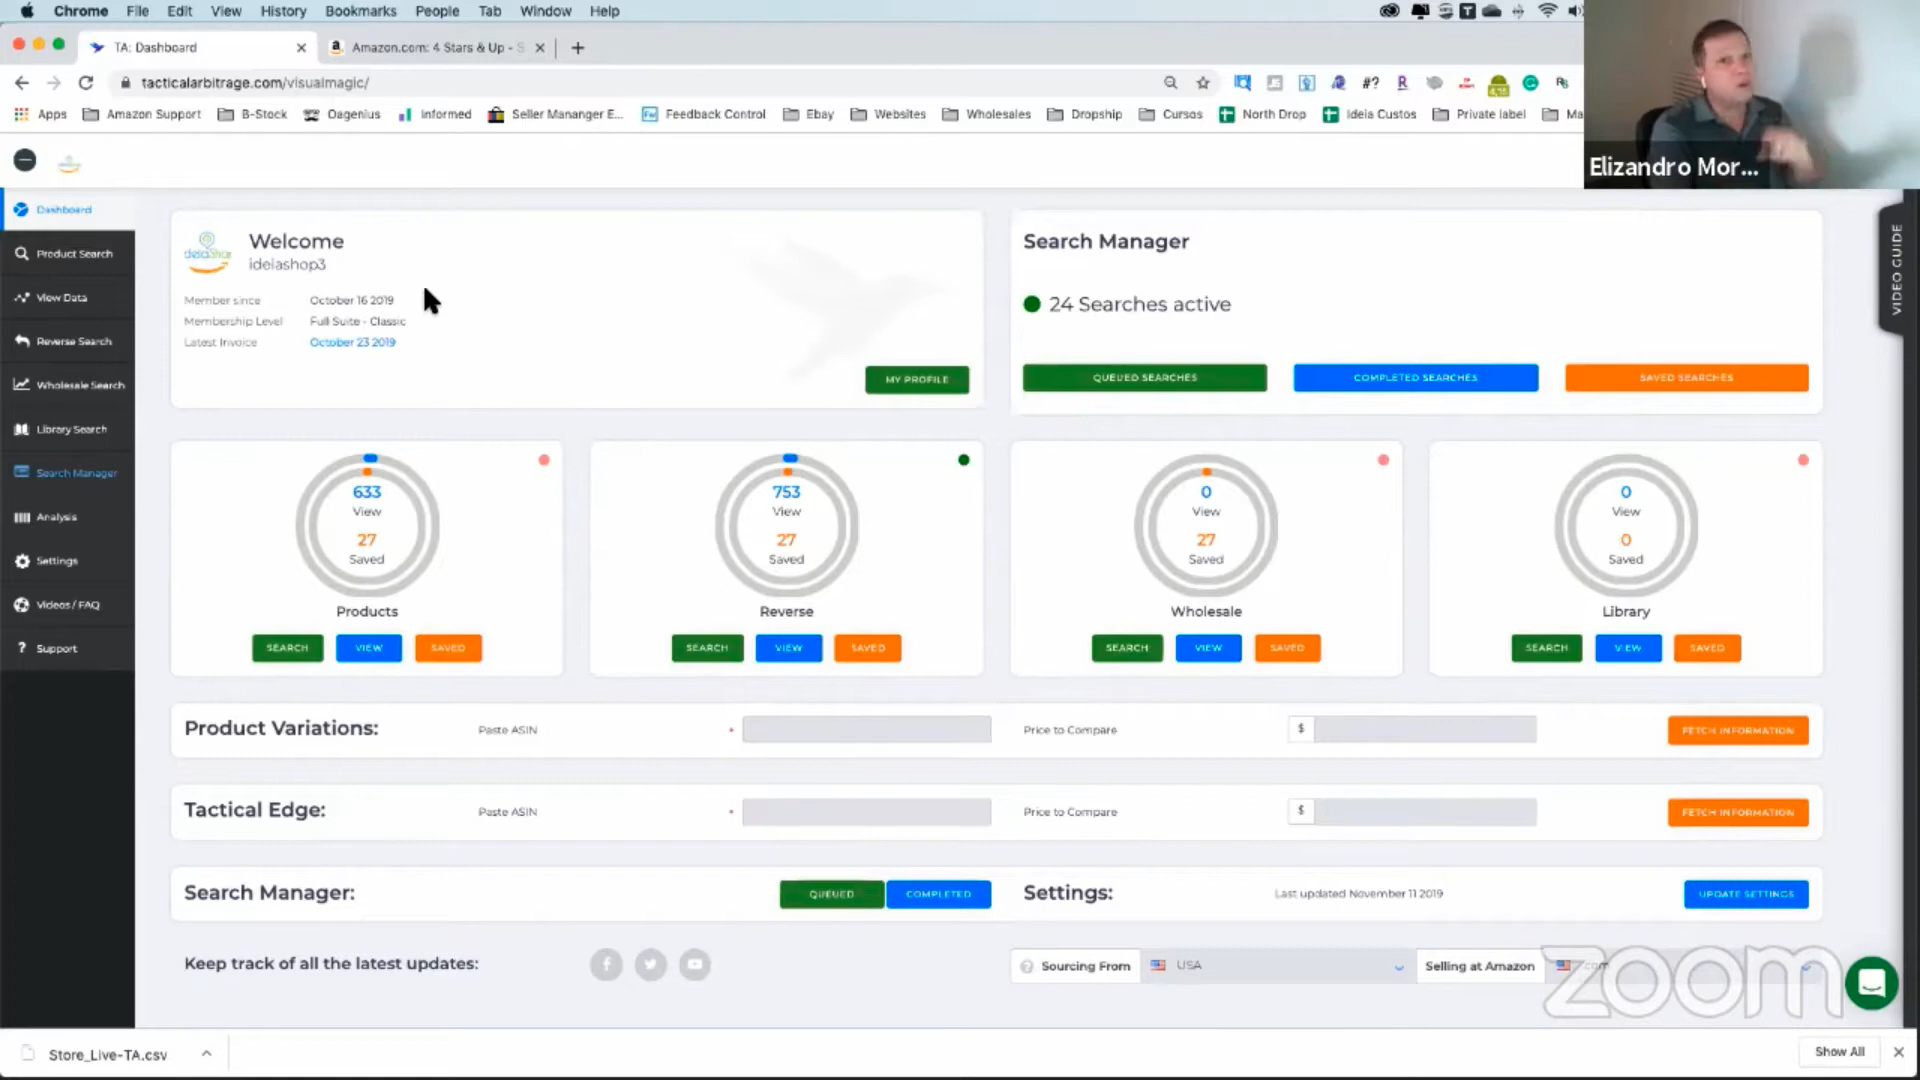 Chrome File Edit View History Bookmarks People Tab Window Help
TA: Dashboard
Amazon.com: 4 Stars & Up - S
tacticalarbitrage.com/visualmagic/
Apps Amazon Support B-Stock Oagenius Informed Seller Mananger E... Feedback Control Ebay Websites Wholesales Dropship Cursos North Drop Ideia Custos Private label Ma
Elizandro Mor...
Dashboard
Product Search
View Data
Reverse Search
Wholesale Search
Library Search
Search Manager
Analysis
Settings
Videos / FAQ
Support
Welcome
ideiashop3
Member since October 16 2019
Membership Level Full Suite - Classic
Latest Invoice October 23 2019
MY PROFILE
Search Manager
24 Searches active
QUEUED SEARCHES COMPLETED SEARCHES SAVED SEARCHES
VIDEO GUIDE
633
View
27
Saved
Products
SEARCH VIEW SAVED
753
View
27
Saved
Reverse
SEARCH VIEW SAVED
0
View
27
Saved
Wholesale
SEARCH VIEW SAVED
0
View
0
Saved
Library
SEARCH VIEW SAVED
Product Variations: Paste ASIN * Price to Compare $ FETCH INFORMATION
Tactical Edge: Paste ASIN * Price to Compare $ FETCH INFORMATION
Search Manager: QUEUED COMPLETED
Settings: Last updated November 11 2019 UPDATE SETTINGS
Keep track of all the latest updates:
Sourcing From USA Selling at Amazon .com
zoom
Store_Live-TA.csv
Show All